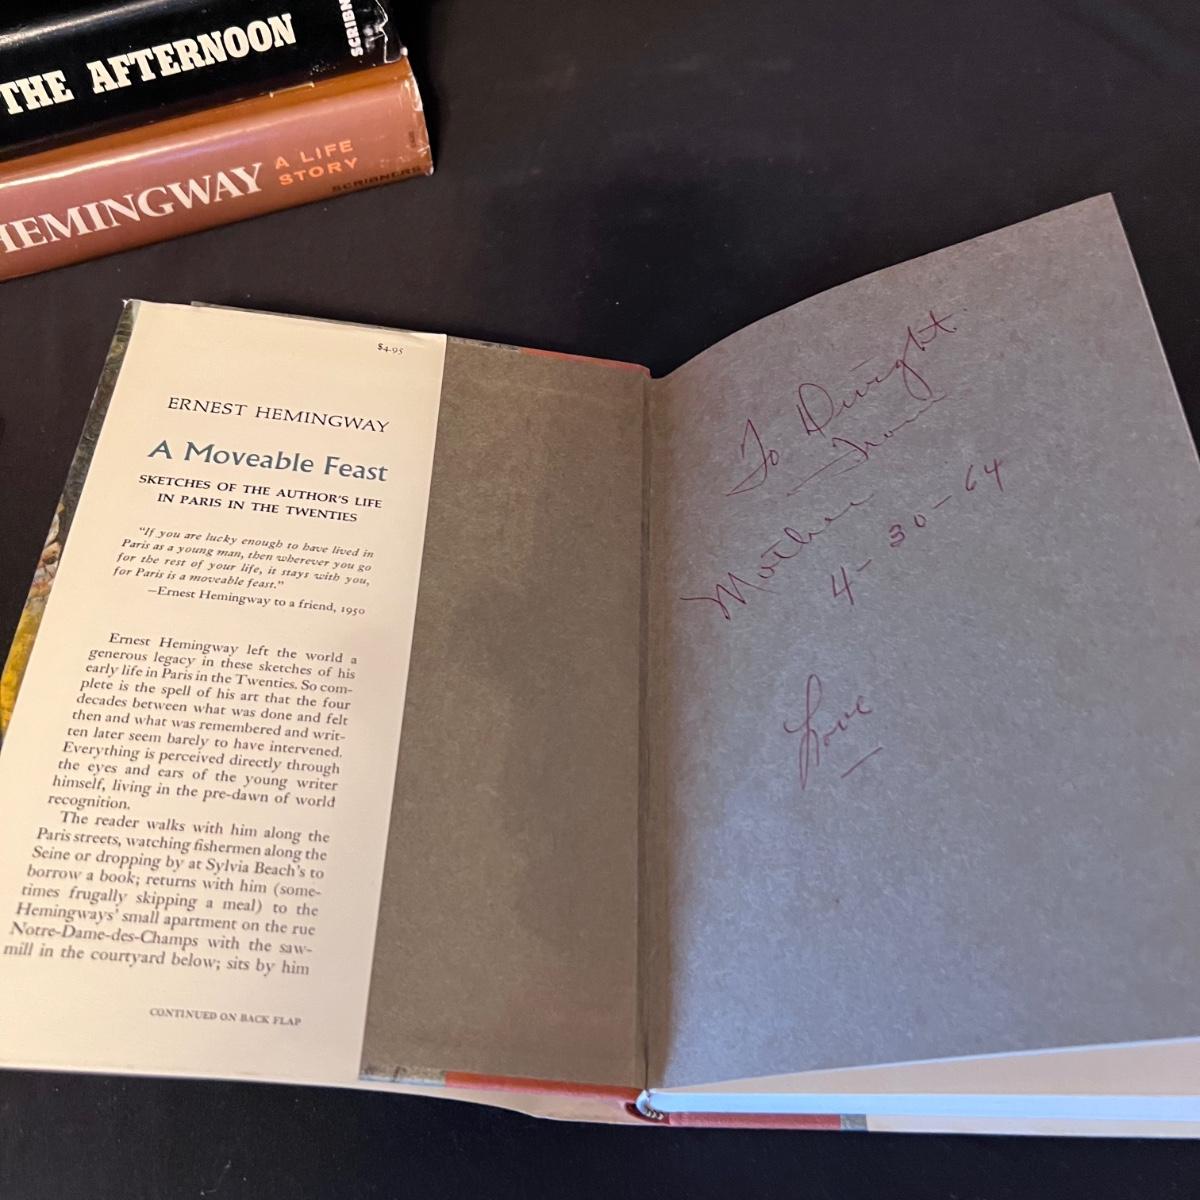 THE AFTERNOON
SCRIBN
HEMINGWAY
A LIFE
STORY
SCRIBNERS
$4.95
ERNEST HEMINGWAY
A Moveable Feast
SKETCHES OF THE AUTHOR'S LIFE
IN PARIS IN THE TWENTIES
"If you are lucky enough to have lived in
Paris as a young man, then wherever you go
for the rest of your life, it stays with you,
for Paris is a moveable feast."
—Ernest Hemingway to a friend, 1950
Ernest Hemingway left the world a
generous legacy in these sketches of his
early life in Paris in the Twenties. So com-
plete is the spell of his art that the four
decades between what was done and felt
then and what was remembered and writ-
ten later seem barely to have intervened.
Everything is perceived directly through
the eyes and ears of the young writer
himself, living in the pre-dawn of world
recognition.
The reader walks with him along the
Paris streets, watching fishermen along the
Seine or dropping by at Sylvia Beach's to
borrow a book; returns with him (some-
times frugally skipping a meal) to the
Hemingways' small apartment on the rue
Notre-Dame-des-Champs with the saw-
mill in the courtyard below; sits by him
CONTINUED ON BACK FLAP
To Dwight
From
Mother
4-30-64
Love